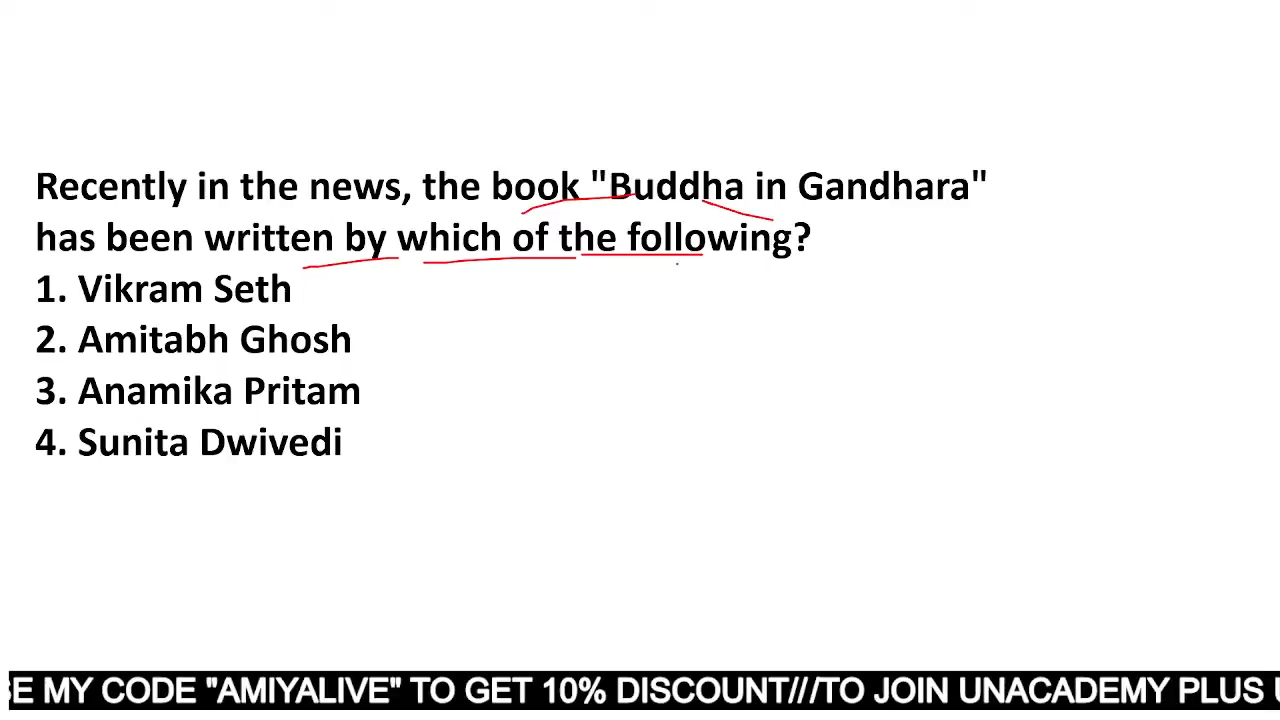 Recently in the news, the book "Buddha in Gandhara"
has been written by which of the following?
1. Vikram Seth
2. Amitabh Ghosh
3. Anamika Pritam
4. Sunita Dwivedi
SE MY CODE "AMIYALIVE" TO GET 10% DISCOUNT///TO JOIN UNACADEMY PLUS U